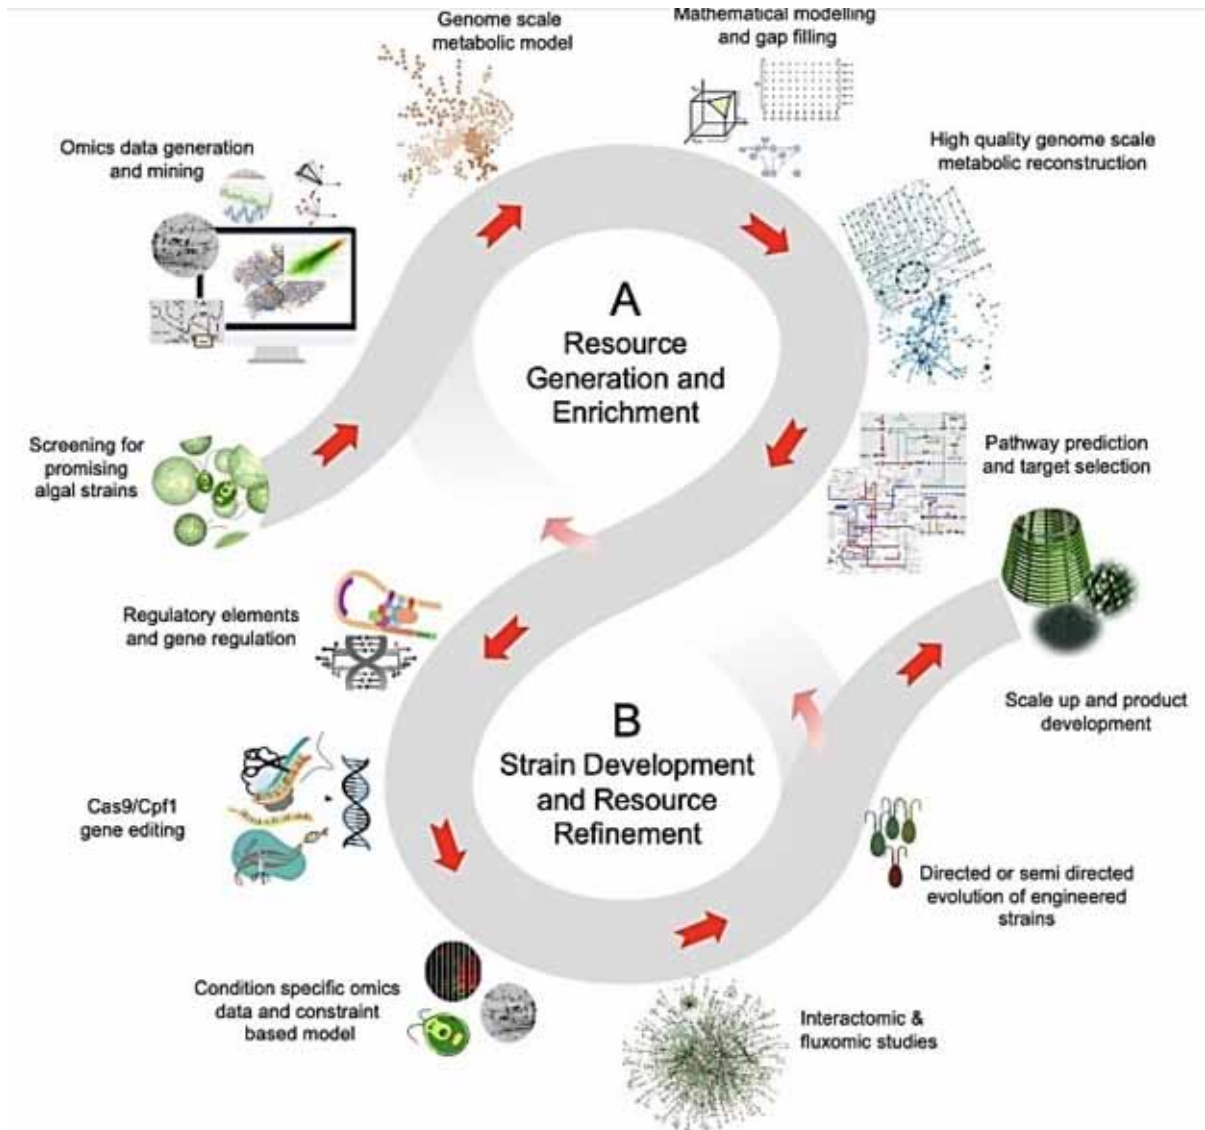 Genome scale
metabolic model
Mathematical modelling
and gap filling
Omics data generation
and mining
High quality genome scale
metabolic reconstruction
A
Resource
Generation and
Enrichment
Screening for
promising
algal strains
Pathway prediction
and target selection
Regulatory elements
and gene regulation
B
Strain Development
and Resource
Refinement
Scale up and product
development
Cas9/Cpf1
gene editing
Directed or semi directed
evolution of engineered
strains
Condition specific omics
data and constraint
based model
Interactomic &
fluxomic studies